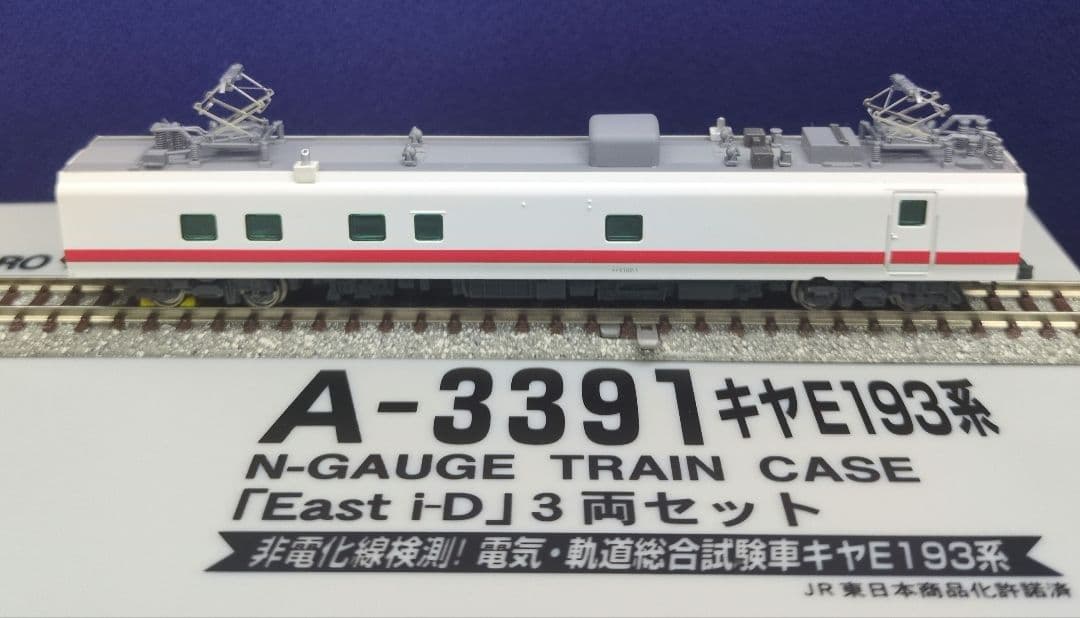 RO
A-3391キヤE193系
N-GAUGE TRAIN CASE
「East i-D」3両セット
非電化線検測! 電気・軌道総合試験車キヤE193系
JR東日本商品化許諾済